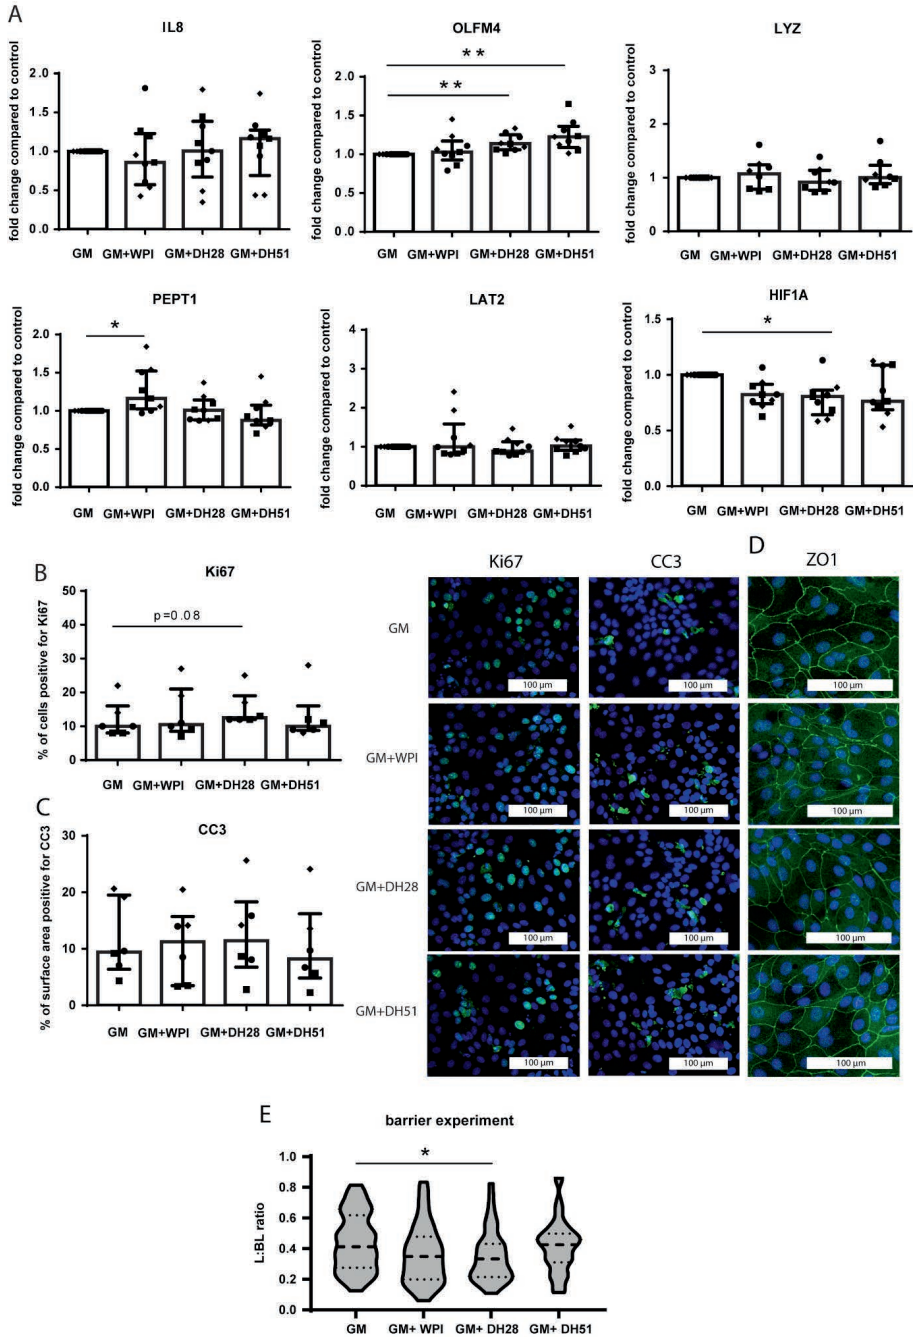 A
IL8
fold change compared to control
2.0
1.5
1.0
0.5
0.0
GM
GM+WPI
GM+DH28
GM+DH51
OLFM4
fold change compared to control
2.0
1.5
1.0
0.5
0.0
**
**
GM
GM+WPI
GM+DH28
GM+DH51
LYZ
fold change compared to control
3
2
1
0
GM
GM+WPI
GM+DH28
GM+DH51
PEPT1
fold change compared to control
2.0
1.5
1.0
0.5
0.0
*
GM
GM+WPI
GM+DH28
GM+DH51
LAT2
fold change compared to control
4
3
2
1
0
GM
GM+WPI
GM+DH28
GM+DH51
HIF1A
fold change compared to control
1.5
1.0
0.5
0.0
*
GM
GM+WPI
GM+DH28
GM+DH51
B
Ki67
% of cells positive for Ki67
50
40
30
20
10
0
p=0.08
GM
GM+WPI
GM+DH28
GM+DH51
C
CC3
% of surface area positive for CC3
30
20
10
0
GM
GM+WPI
GM+DH28
GM+DH51
Ki67
CC3
D
ZO1
GM
100 µm
100 µm
100 µm
GM+WPI
100 µm
100 µm
100 µm
GM+DH28
100 µm
100 µm
100 µm
GM+DH51
100 µm
100 µm
100 µm
E
barrier experiment
L:BL ratio
1.0
0.8
0.6
0.4
0.2
0.0
*
GM
GM+ WPI
GM+ DH28
GM+ DH51